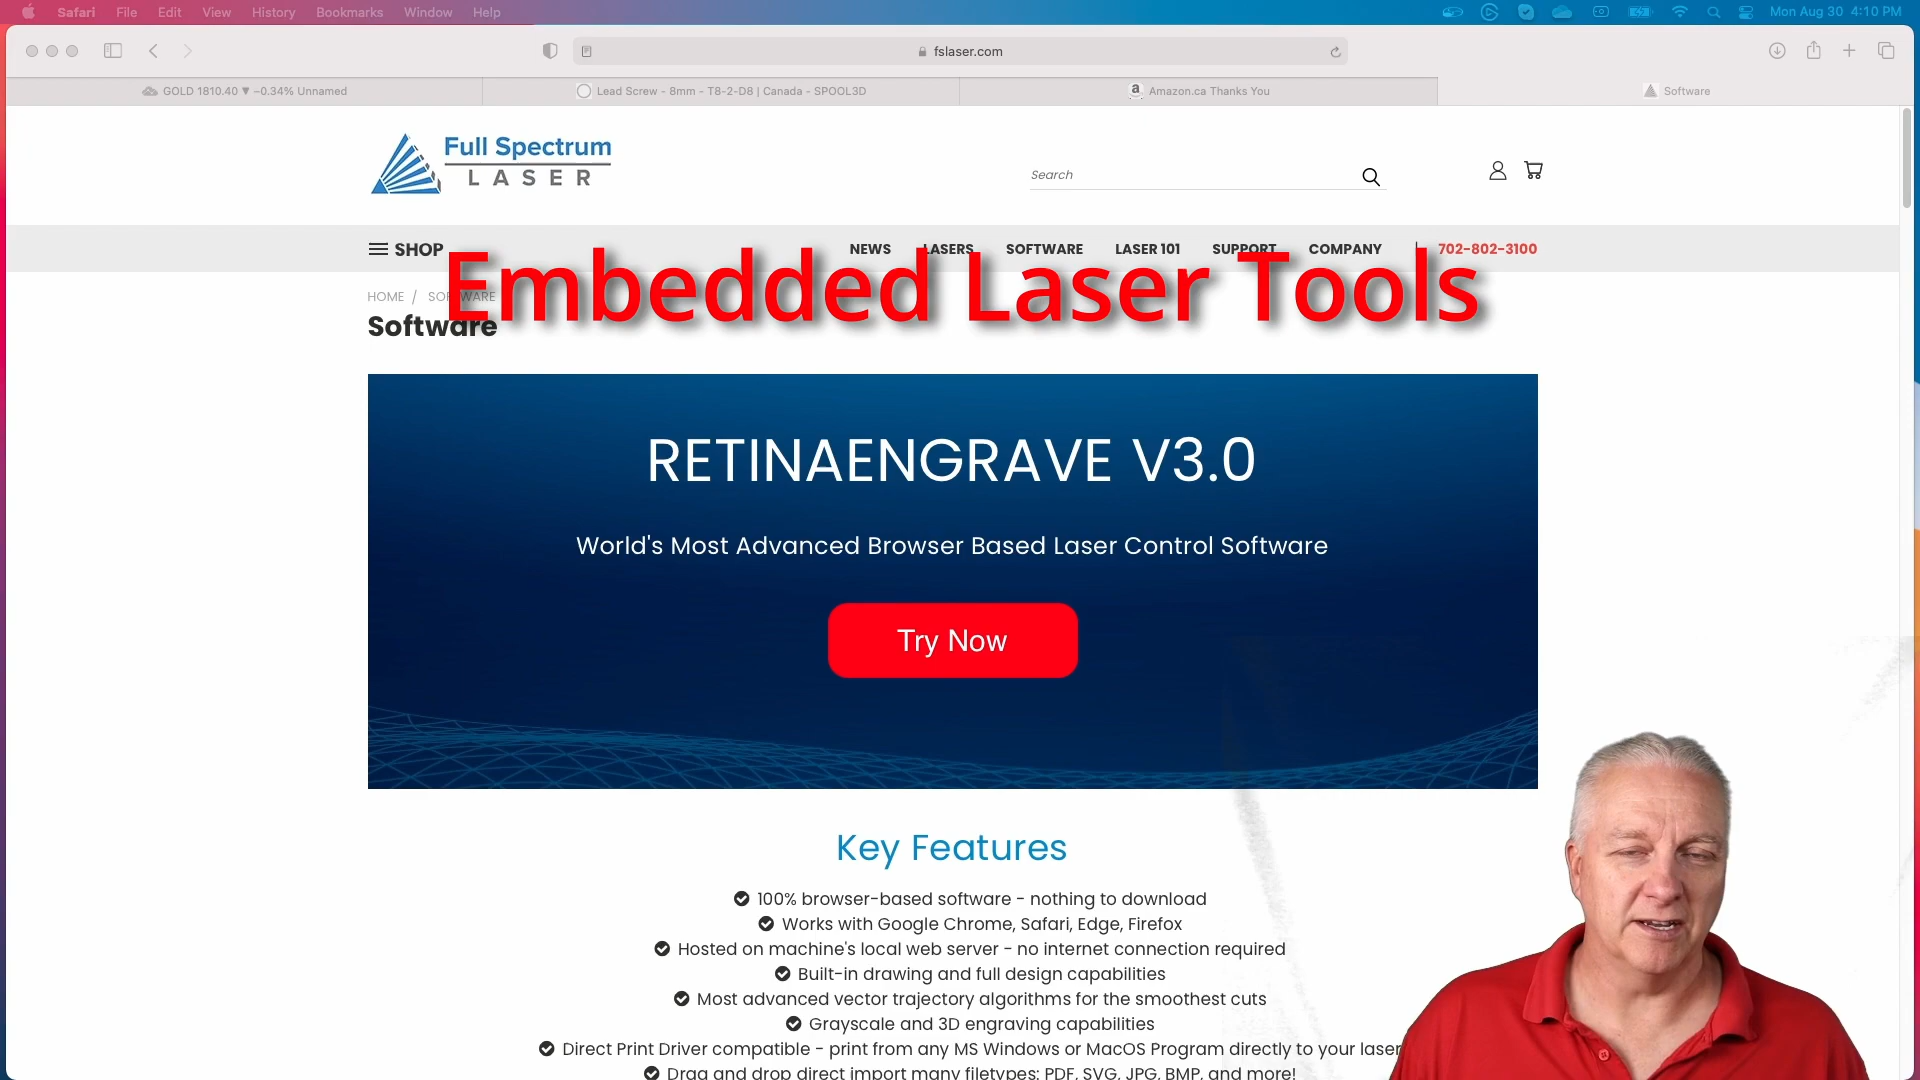 Safari File Edit View History Bookmarks Window Help
Mon Aug 30 4:10 PM
fslaser.com
GOLD 1810.40 ▼ −0.34% Unnamed
Lead Screw - 8mm - T8-2-D8 | Canada - SPOOL3D
Amazon.ca Thanks You
Software
Full Spectrum
LASER
Search
SHOP
NEWS LASERS SOFTWARE LASER 101 SUPPORT COMPANY | 702-802-3100
Embedded Laser Tools
HOME / SOFTWARE
Software
RETINAENGRAVE V3.0
World's Most Advanced Browser Based Laser Control Software
Try Now
Key Features
100% browser-based software - nothing to download
Works with Google Chrome, Safari, Edge, Firefox
Hosted on machine's local web server - no internet connection required
Built-in drawing and full design capabilities
Most advanced vector trajectory algorithms for the smoothest cuts
Grayscale and 3D engraving capabilities
Direct Print Driver compatible - print from any MS Windows or MacOS Program directly to your laser
Drag and drop direct import many filetypes: PDF, SVG, JPG, BMP, and more!